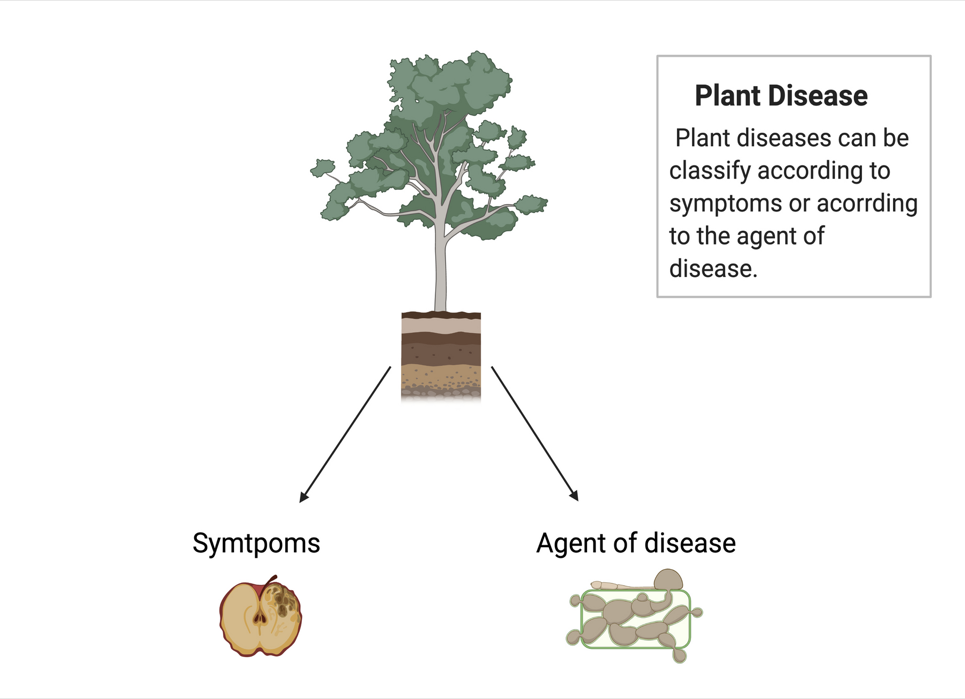 Plant Disease
Plant diseases can be
classify according to
symptoms or acorrding
to the agent of
disease.
Symtpoms
Agent of disease